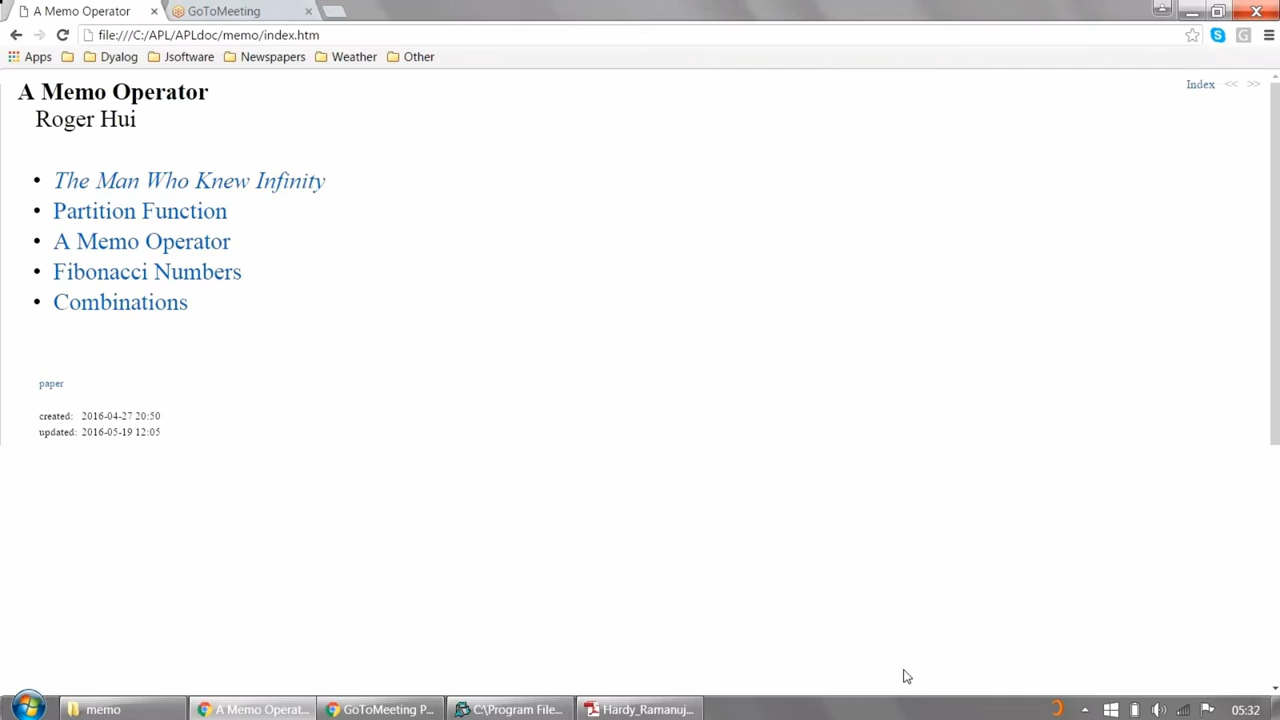 A Memo Operator
GoToMeeting
file:///C:/APL/APLdoc/memo/index.htm
Apps
Dyalog
Jsoftware
Newspapers
Weather
Other
A Memo Operator
Index << >>
Roger Hui
• The Man Who Knew Infinity
• Partition Function
• A Memo Operator
• Fibonacci Numbers
• Combinations
paper
created: 2016-04-27 20:50
updated: 2016-05-19 12:05
memo
A Memo Operat...
GoToMeeting P...
C:\Program File...
Hardy_Ramanuj...
05:32